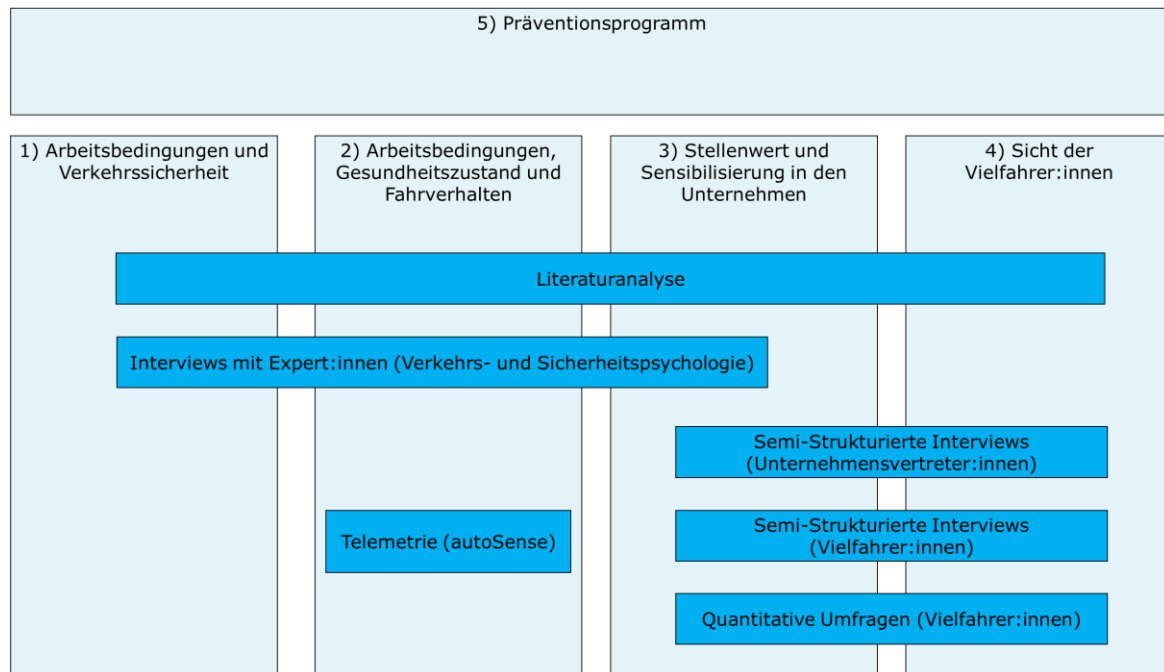 5) Präventionsprogramm
1) Arbeitsbedingungen und
Verkehrssicherheit
2) Arbeitsbedingungen,
Gesundheitszustand und
Fahrverhalten
3) Stellenwert und
Sensibilisierung in den
Unternehmen
4) Sicht der
Vielfahrer:innen
Literaturanalyse
Interviews mit Expert:innen (Verkehrs- und Sicherheitspsychologie)
Semi-Strukturierte Interviews
(Unternehmensvertreter:innen)
Telemetrie (autoSense)
Semi-Strukturierte Interviews
(Vielfahrer:innen)
Quantitative Umfragen (Vielfahrer:innen)